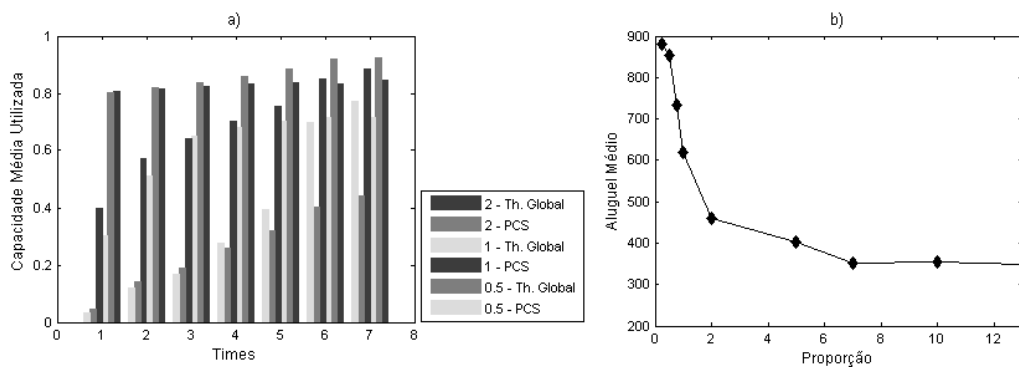 a)
1
0.8
0.6
0.4
0.2
0
0 1 2 3 4 5 6 7 8
Capacidade Média Utilizada
Times
2 - Th. Global
2 - PCS
1 - Th. Global
1 - PCS
0.5 - Th. Global
0.5 - PCS
b)
900
800
700
600
500
400
300
200
0 2 4 6 8 10 12
Aluguel Médio
Proporção